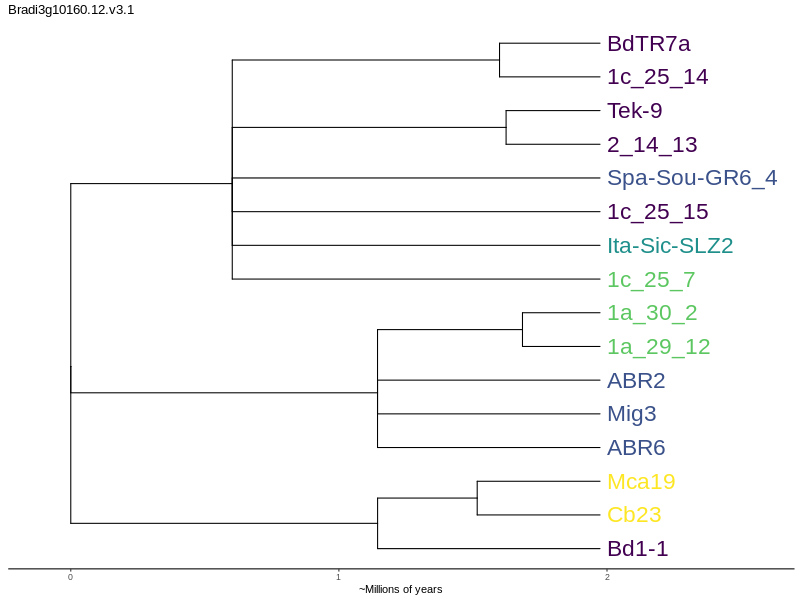 Bradi3g10160.12.v3.1
BdTR7a
1c_25_14
Tek-9
2_14_13
Spa-Sou-GR6_4
1c_25_15
Ita-Sic-SLZ2
1c_25_7
1a_30_2
1a_29_12
ABR2
Mig3
ABR6
Mca19
Cb23
Bd1-1
0 1 2
~Millions of years